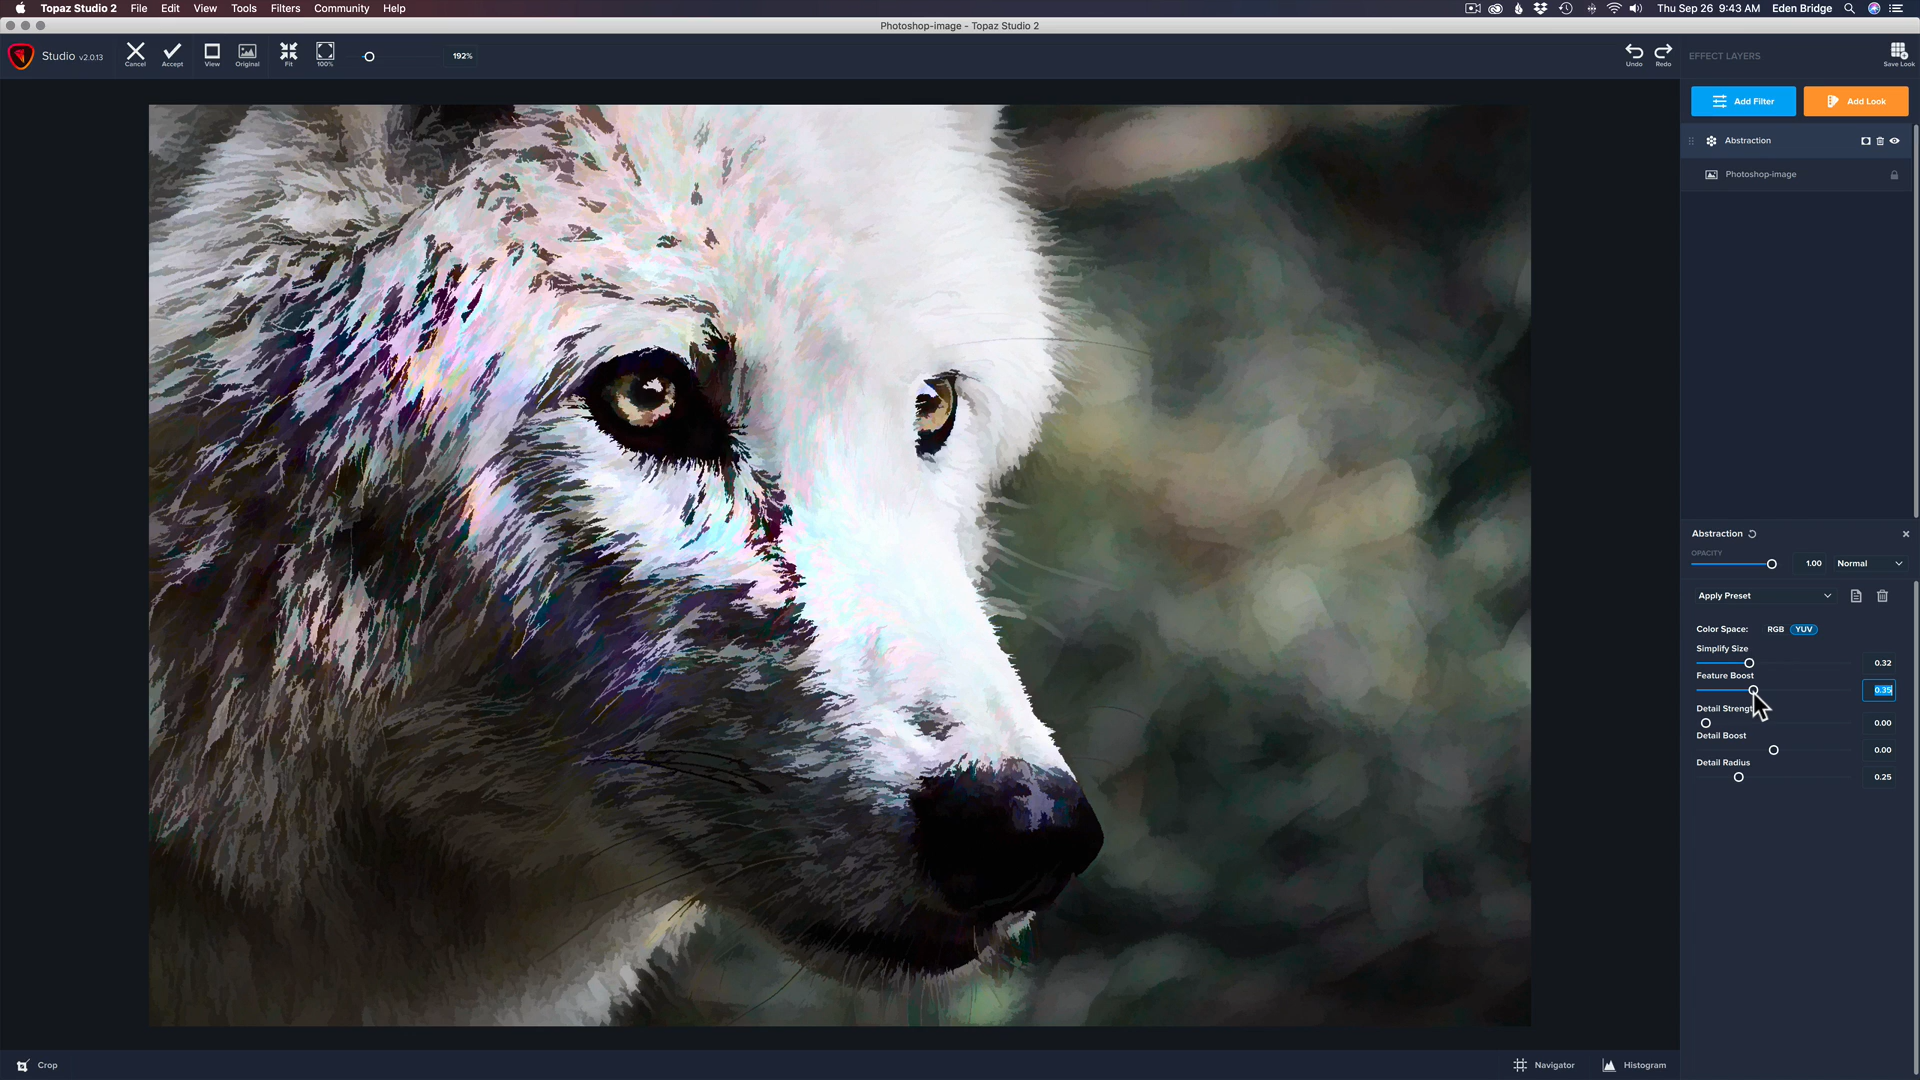 Topaz Studio 2 File Edit View Tools Filters Community Help Thu Sep 26 9:43 AM Eden Bridge
Photoshop-image - Topaz Studio 2
Studio v2.0.13 Cancel Accept View Original Fit 100% 192% Undo Redo EFFECT LAYERS Save Look
Add Filter Add Look
Abstraction
Photoshop-image
Abstraction
OPACITY
1.00 Normal
Apply Preset
Color Space: RGB YUV
Simplify Size
0.32
Feature Boost
0.35
Detail Streng
0.00
Detail Boost
0.00
Detail Radius
0.25
Crop Navigator Histogram